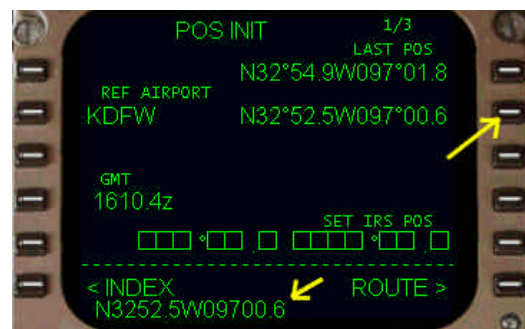 POS INIT 1/3
LAST POS
N32°54.9W097°01.8
REF AIRPORT
KDFW N32°52.5W097°00.6
GMT
1610.4z
SET IRS POS
□□□°□□.□ □□□□°□□.□
< INDEX ROUTE >
N3252.5W09700.6